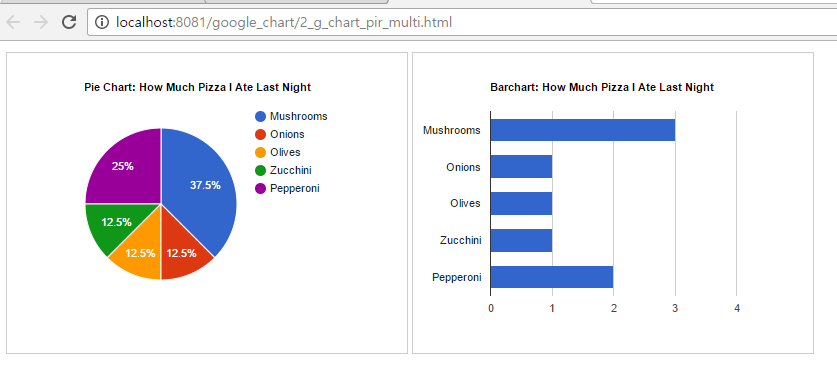 localhost:8081/google_chart/2_g_chart_pir_multi.html
Pie Chart: How Much Pizza I Ate Last Night
Mushrooms
Onions
Olives
Zucchini
Pepperoni
25%
37.5%
12.5%
12.5%
12.5%
Barchart: How Much Pizza I Ate Last Night
Mushrooms
Onions
Olives
Zucchini
Pepperoni
0 1 2 3 4